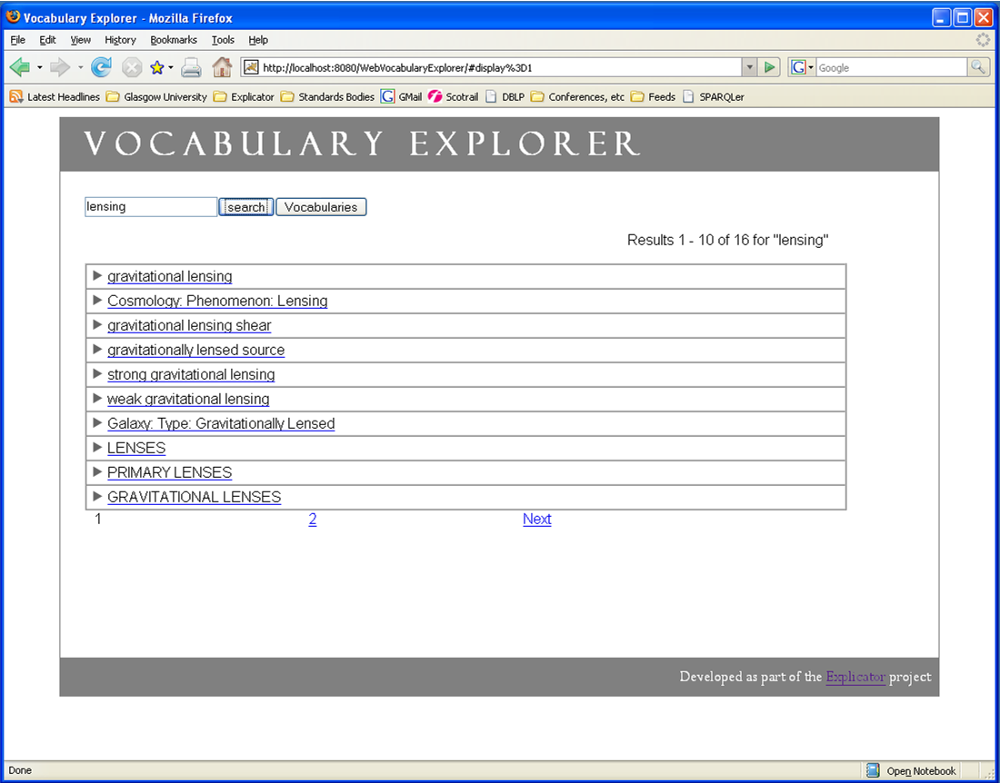 Vocabulary Explorer - Mozilla Firefox
File Edit View History Bookmarks Tools Help
http://localhost:8080/WebVocabularyExplorer/#display%3D1 G Google
Latest Headlines Glasgow University Explicator Standards Bodies G GMail Scotrail DBLP Conferences, etc Feeds SPARQLer
VOCABULARY EXPLORER
lensing search Vocabularies
Results 1 - 10 of 16 for "lensing"
gravitational lensing
Cosmology: Phenomenon: Lensing
gravitational lensing shear
gravitationally lensed source
strong gravitational lensing
weak gravitational lensing
Galaxy: Type: Gravitationally Lensed
LENSES
PRIMARY LENSES
GRAVITATIONAL LENSES
1 2 Next
Developed as part of the Explicator project
Done Open Notebook